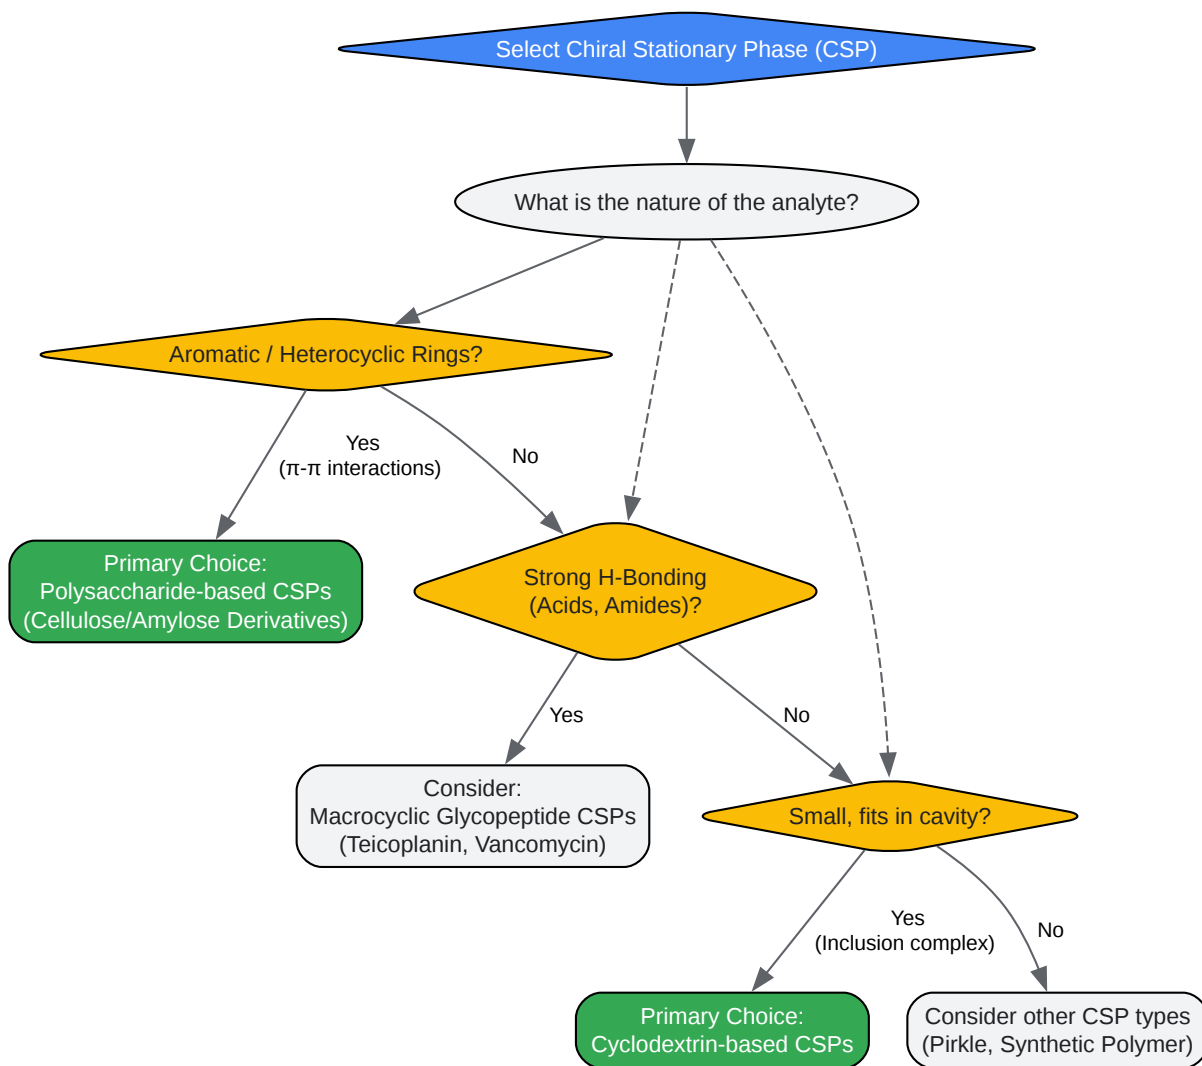 Select Chiral Stationary Phase (CSP)
What is the nature of the analyte?
Aromatic / Heterocyclic Rings?
Yes
(π-π interactions)
No
Primary Choice:
Polysaccharide-based CSPs
(Cellulose/Amylose Derivatives)
Strong H-Bonding
(Acids, Amides)?
Yes
No
Consider:
Macrocyclic Glycopeptide CSPs
(Teicoplanin, Vancomycin)
Small, fits in cavity?
Yes
(Inclusion complex)
No
Primary Choice:
Cyclodextrin-based CSPs
Consider other CSP types
(Pirkle, Synthetic Polymer)